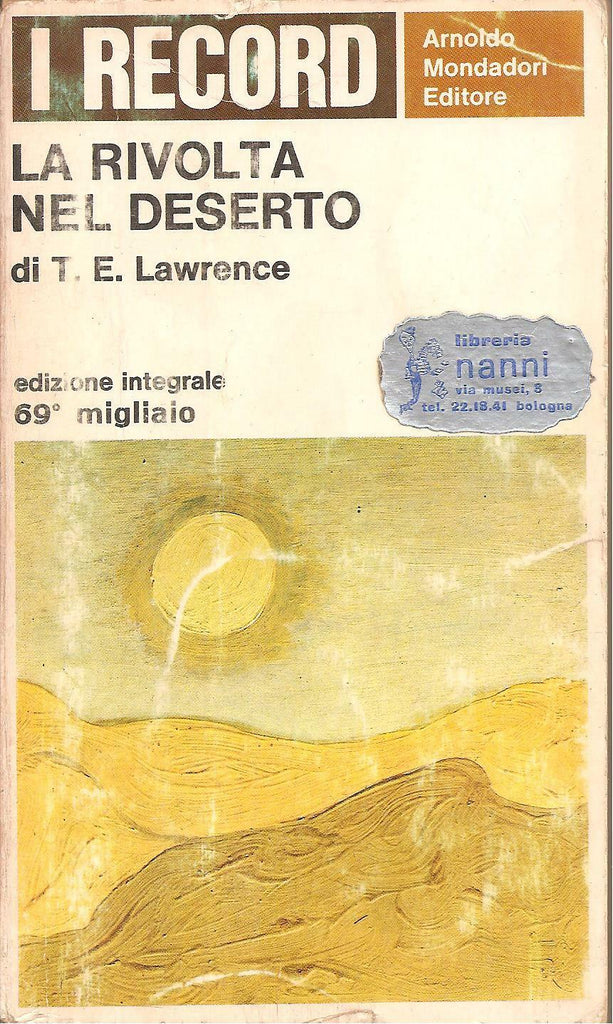 I RECORD
Arnoldo
Mondadori
Editore
LA RIVOLTA
NEL DESERTO
di T. E. Lawrence
edizione integrale
69° migliaio
libreria
nanni
via musei, 8
tel. 22.18.41 bologna